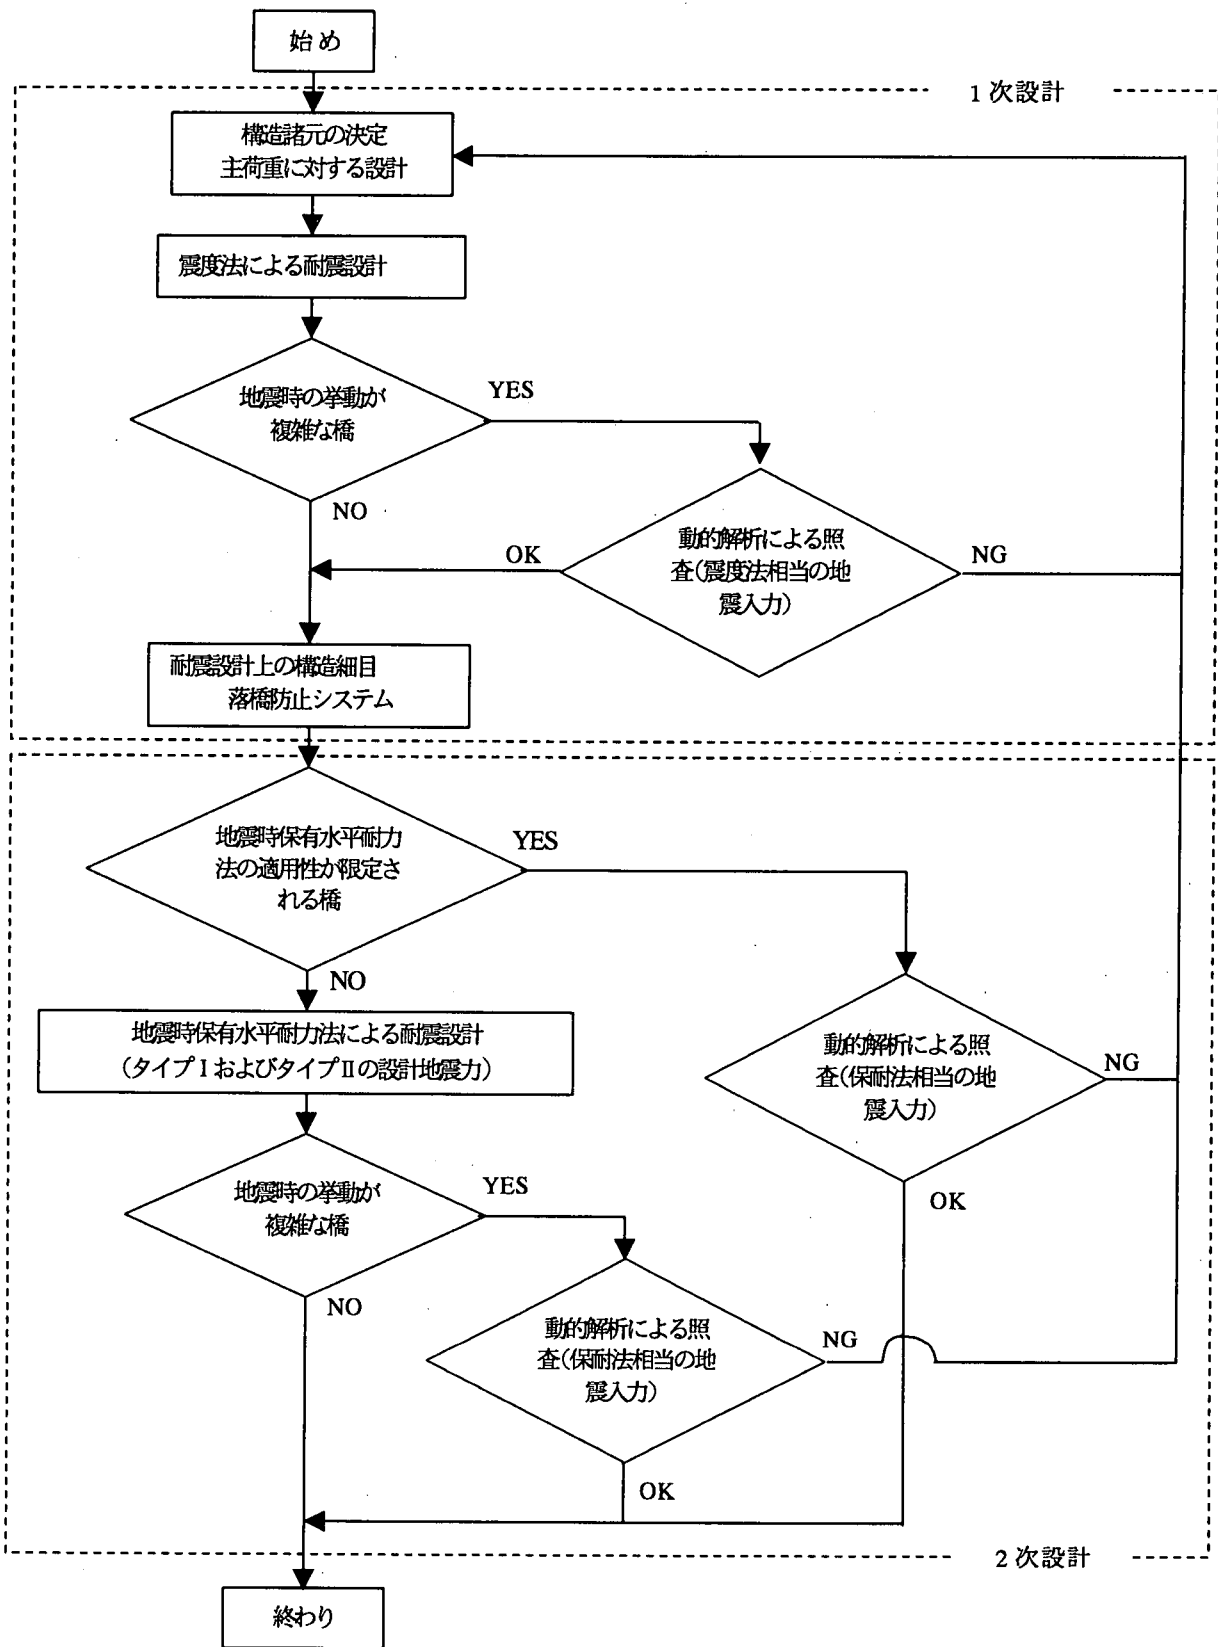 始め
1次設計
構造諸元の決定
主荷重に対する設計
震度法による耐震設計
地震時の挙動が
複雑な橋
YES
NO
動的解析による照
査(震度法相当の地
震入力)
OK
NG
耐震設計上の構造細目
落橋防止システム
地震時保有水平耐力
法の適用性が限定さ
れる橋
YES
NO
地震時保有水平耐力法による耐震設計
(タイプIおよびタイプIIの設計地震力)
動的解析による照
査(保耐法相当の地
震入力)
NG
OK
地震時の挙動が
複雑な橋
YES
NO
動的解析による照
査(保耐法相当の地
震入力)
NG
OK
2次設計
終わり